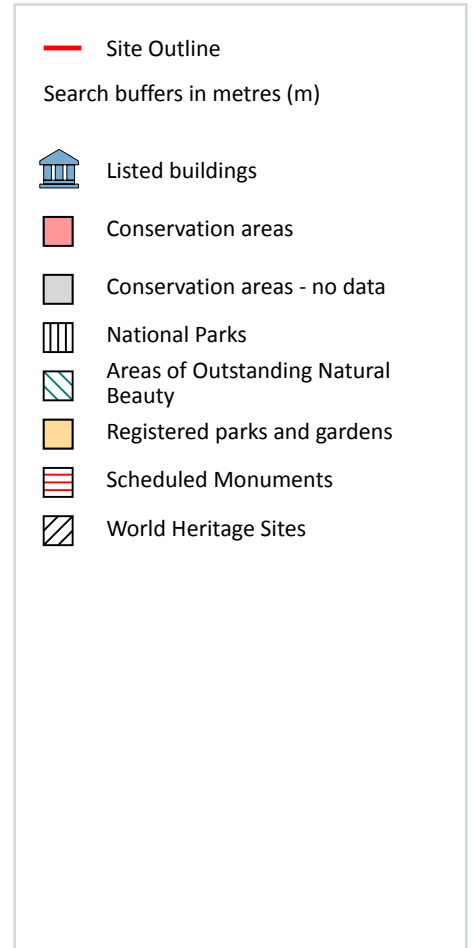 Site Outline
Search buffers in metres (m)
Listed buildings
Conservation areas
Conservation areas - no data
National Parks
Areas of Outstanding Natural
Beauty
Registered parks and gardens
Scheduled Monuments
World Heritage Sites